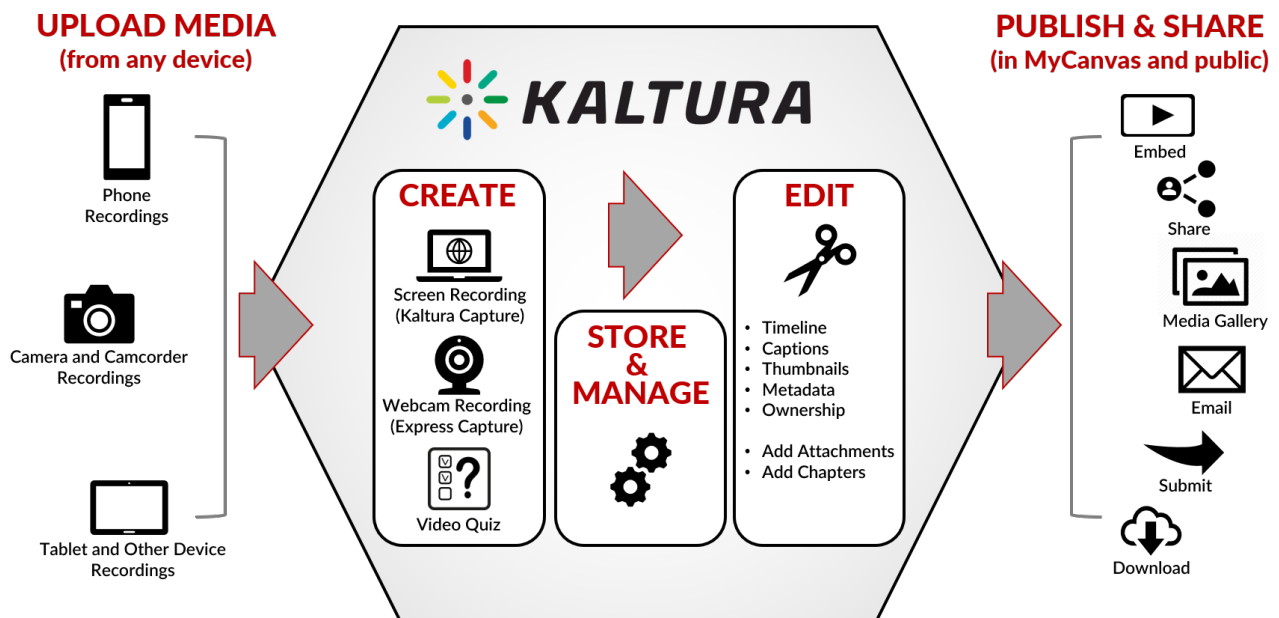 UPLOAD MEDIA
(from any device)
Phone
Recordings
Camera and Camcorder
Recordings
Tablet and Other Device
Recordings
KALTURA
CREATE
Screen Recording
(Kaltura Capture)
Webcam Recording
(Express Capture)
Video Quiz
STORE
&
MANAGE
EDIT
• Timeline
• Captions
• Thumbnails
• Metadata
• Ownership
• Add Attachments
• Add Chapters
PUBLISH & SHARE
(in MyCanvas and public)
Embed
Share
Media Gallery
Email
Submit
Download